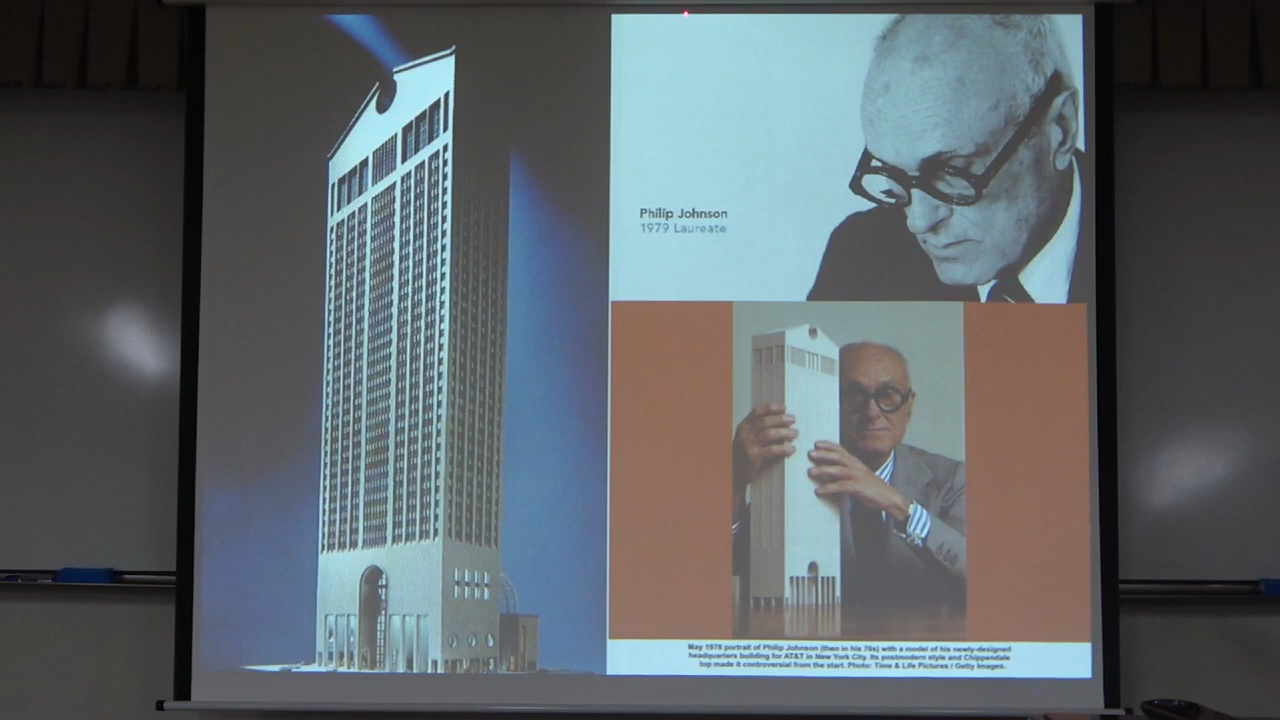 Philip Johnson
1979 Laureate
May 1978 portrait of Philip Johnson (then in his 70s) with a model of his newly-designed
headquarters building for AT&T in New York City. Its postmodern style and Chippendale
top made it controversial from the start. Photo: Time & Life Pictures / Getty Images.